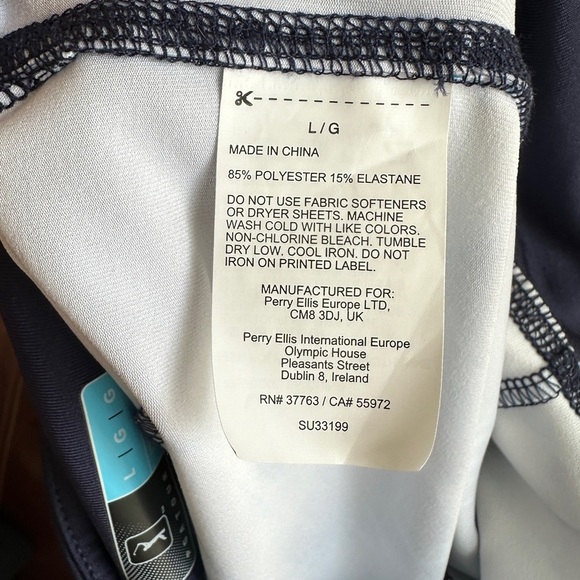 L / G
MADE IN CHINA
85% POLYESTER 15% ELASTANE
DO NOT USE FABRIC SOFTENERS
OR DRYER SHEETS. MACHINE
WASH COLD WITH LIKE COLORS.
NON-CHLORINE BLEACH. TUMBLE
DRY LOW. COOL IRON. DO NOT
IRON ON PRINTED LABEL.
MANUFACTURED FOR:
Perry Ellis Europe LTD,
CM8 3DJ, UK
Perry Ellis International Europe
Olympic House
Pleasants Street
Dublin 8, Ireland
RN# 37763 / CA# 55972
SU33199
L | G | G